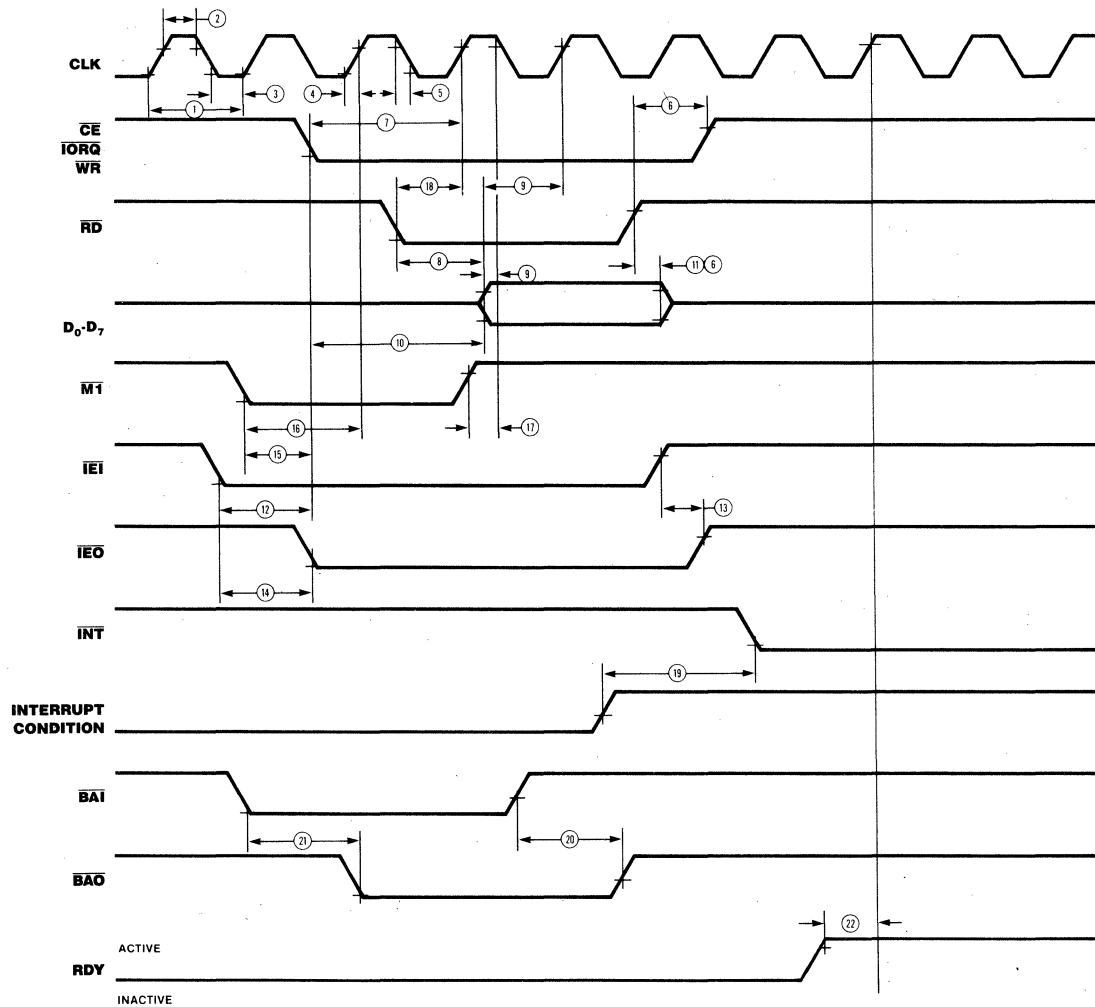 2
CLK
3
4
5
1
6
7
CE
IORQ
WR
18
9
RD
8
9
11 6
D0-D7
10
M1
16
17
15
IEI
12
13
IEO
14
INT
19
INTERRUPT
CONDITION
BAI
21
20
BAO
22
ACTIVE
RDY
INACTIVE